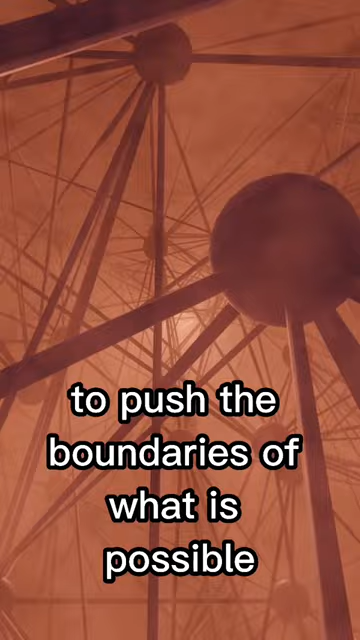 to push the
boundaries of
what is
possible